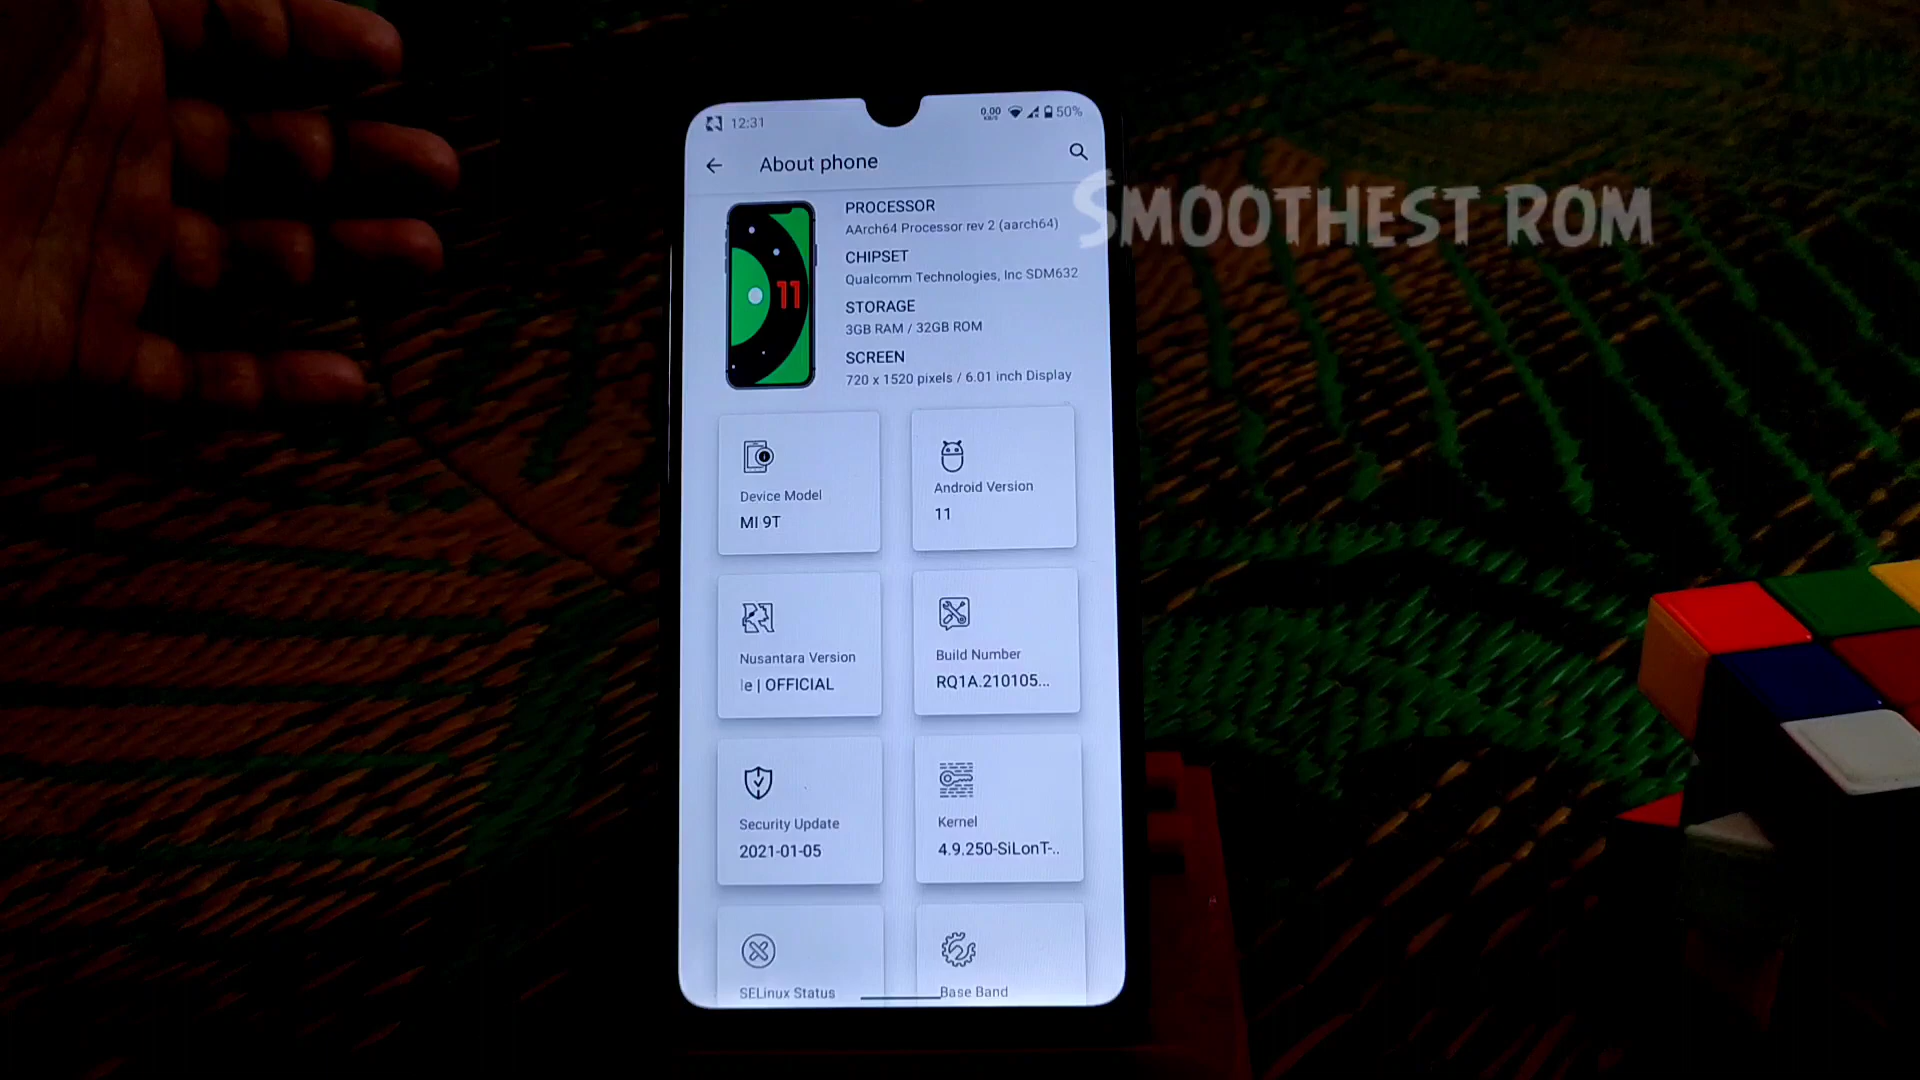 12:31
0.00
KB/S
50%
About phone
SMOOTHEST ROM
PROCESSOR
AArch64 Processor rev 2 (aarch64)
CHIPSET
Qualcomm Technologies, Inc SDM632
STORAGE
3GB RAM / 32GB ROM
SCREEN
720 x 1520 pixels / 6.01 inch Display
11
Device Model
MI 9T
Android Version
11
Nusantara Version
le | OFFICIAL
Build Number
RQ1A.210105...
Security Update
2021-01-05
Kernel
4.9.250-SiLonT-..
SELinux Status
Base Band